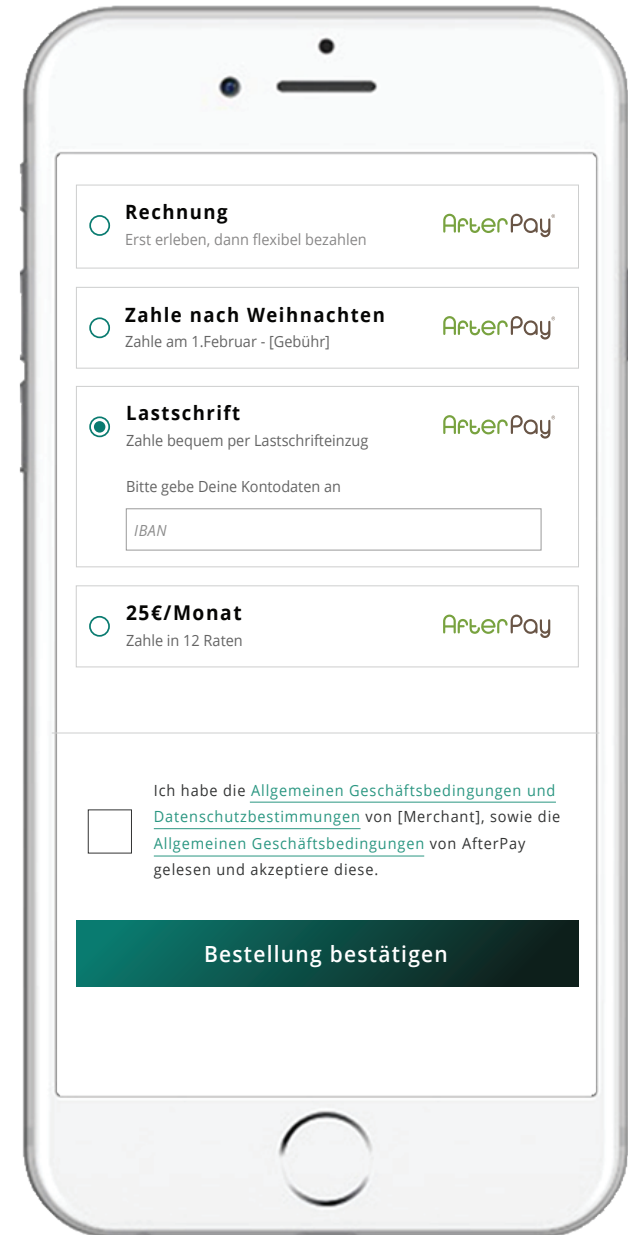 Rechnung
AfterPay
Erst erleben, dann flexibel bezahlen
Zahle nach Weihnachten
AfterPay
Zahle am 1.Februar - [Gebühr]
Lastschrift
AfterPay
Zahle bequem per Lastschrifteinzug
Bitte gebe Deine Kontodaten an
IBAN
25€/Monat
AfterPay
Zahle in 12 Raten
Ich habe die Allgemeinen Geschäftsbedingungen und
Datenschutzbestimmungen von [Merchant], sowie die
Allgemeinen Geschäftsbedingungen von AfterPay
gelesen und akzeptiere diese.
Bestellung bestätigen